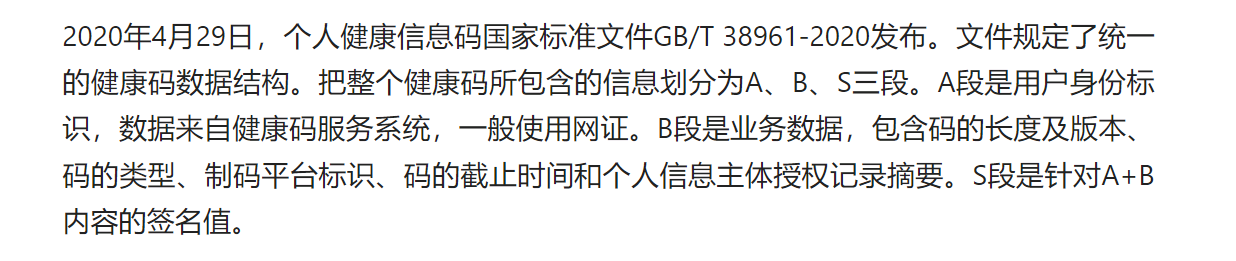 2020年4月29日，个人健康信息码国家标准文件GB/T 38961-2020发布。文件规定了统一
的健康码数据结构。把整个健康码所包含的信息划分为A、B、S三段。A段是用户身份标
识，数据来自健康码服务系统，一般使用网证。B段是业务数据，包含码的长度及版本、
码的类型、制码平台标识、码的截止时间和个人信息主体授权记录摘要。S段是针对A+B
内容的签名值。